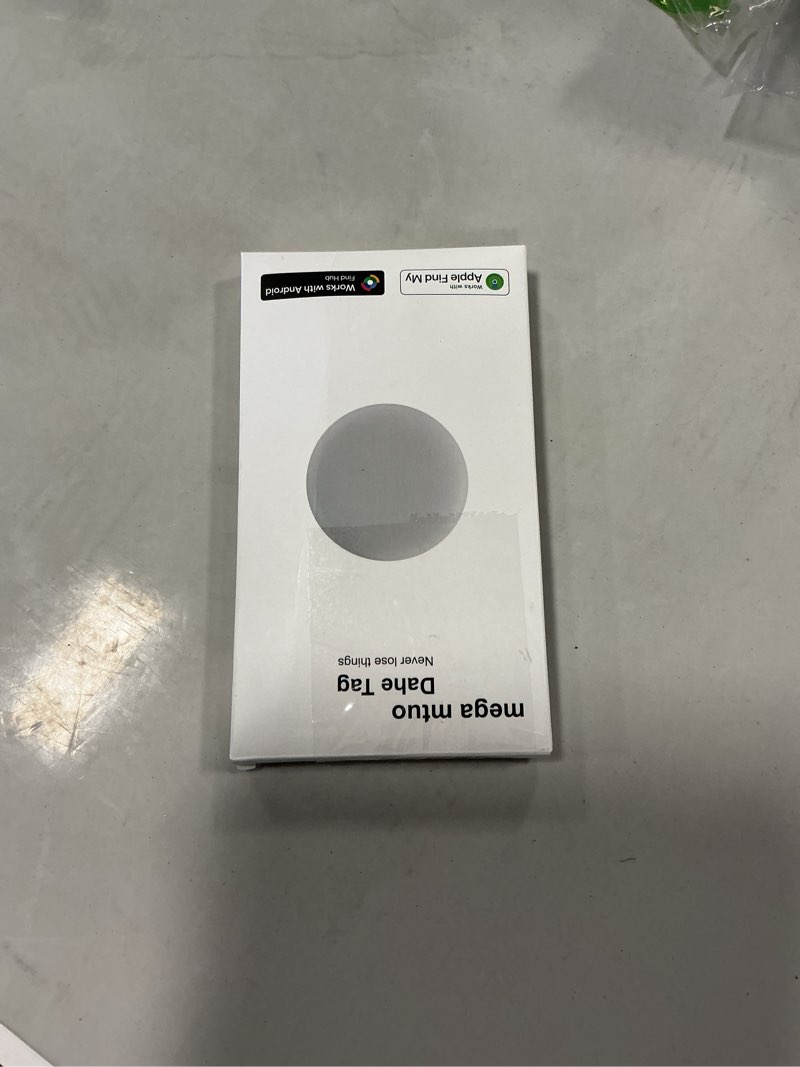 mega mtuo
Dahe Tag
Never lose things
Works with
Apple Find My
Works with Android
Find Hub